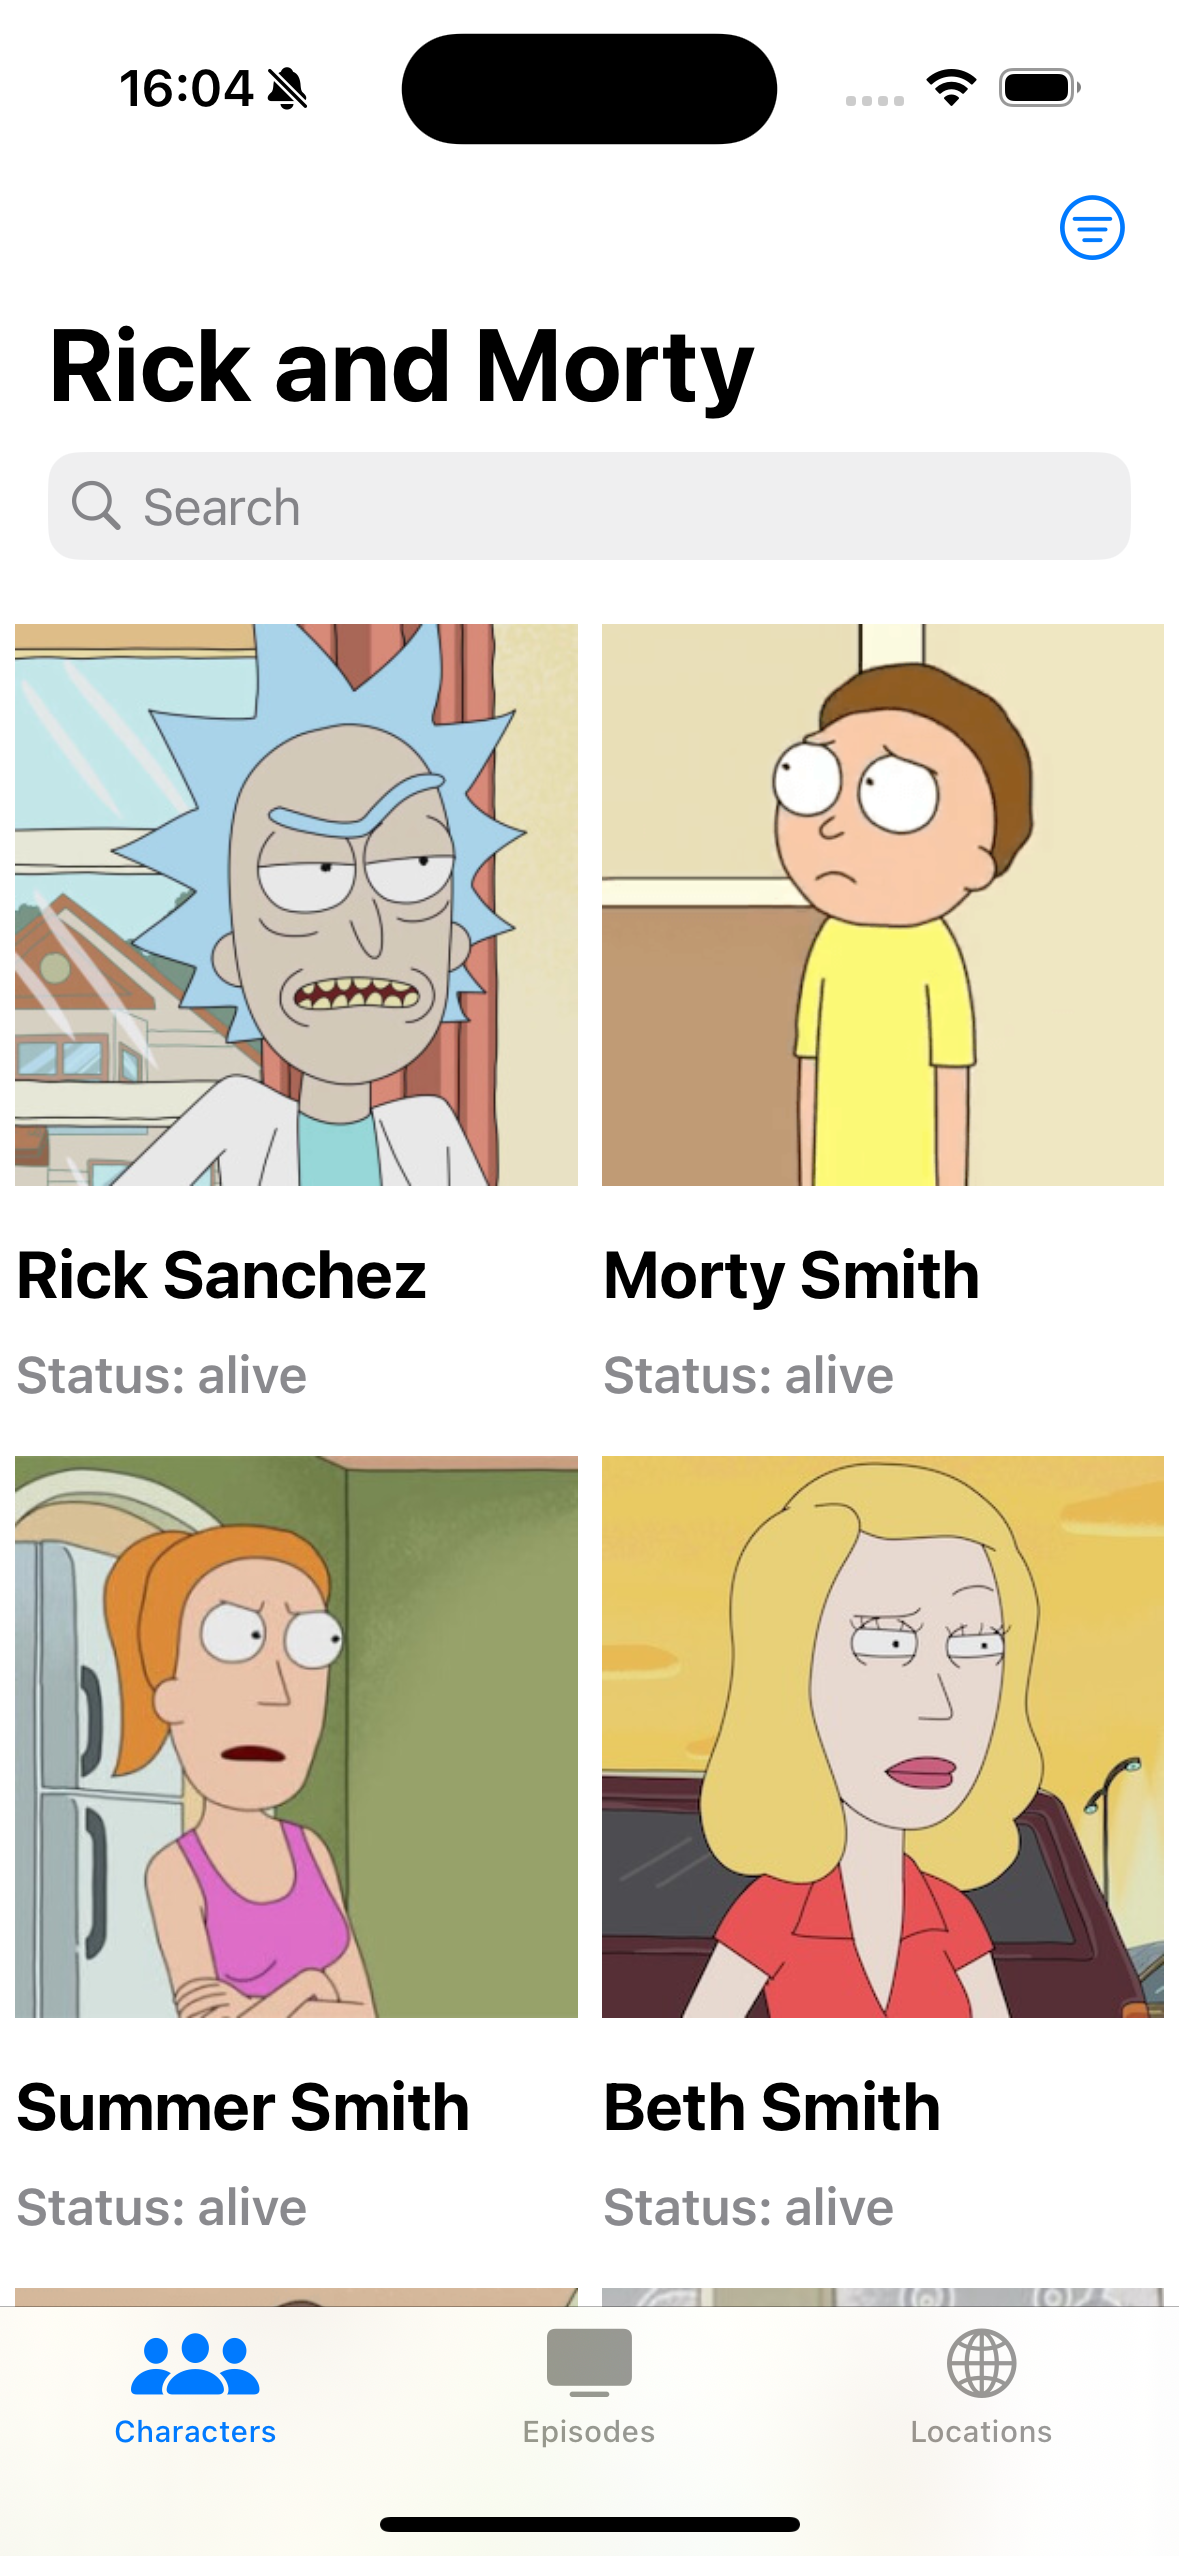 16:04
Rick and Morty
Search
Rick Sanchez
Status: alive
Morty Smith
Status: alive
Summer Smith
Status: alive
Beth Smith
Status: alive
Characters
Episodes
Locations